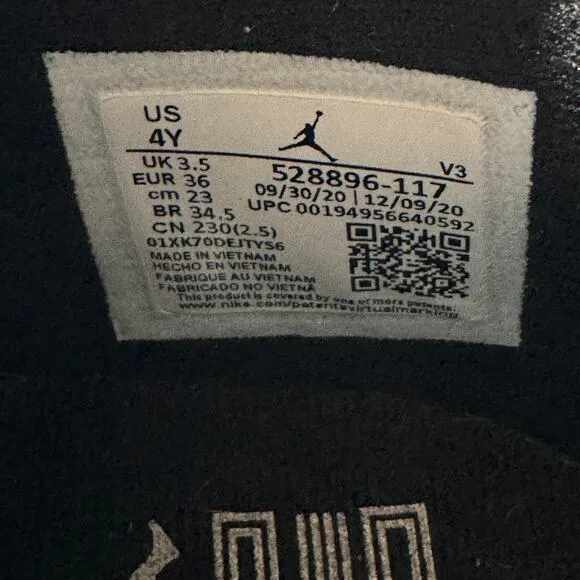 US
4Y
UK 3.5
EUR 36
cm 23
BR 34.5
CN 230(2.5)
V3
528896-117
09/30/20 | 12/09/20
UPC 00194956640592
01XK70DEJTYS6
MADE IN VIETNAM
HECHO EN VIETNAM
FABRIQUE AU VIETNAM
FABRICADO NO VIETNÃ
This product is covered by one or more patents:
www.nike.com/patentsvirtualmarking